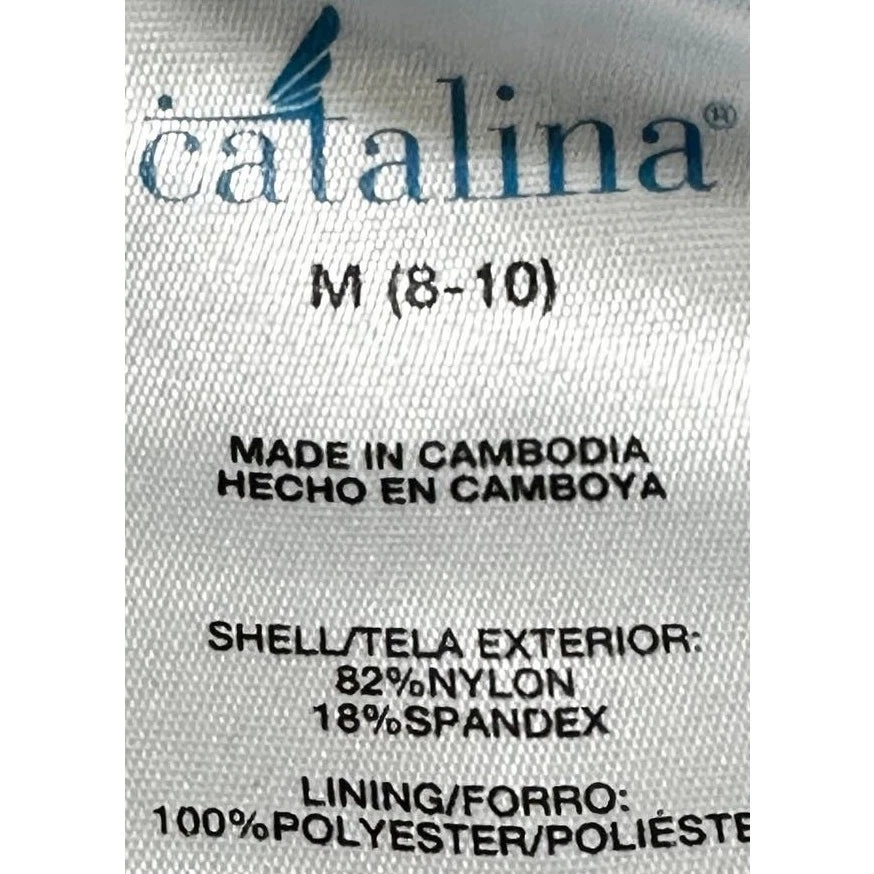 catalina®
M (8-10)
MADE IN CAMBODIA
HECHO EN CAMBOYA
SHELL/TELA EXTERIOR:
82%NYLON
18%SPANDEX
LINING/FORRO:
100%POLYESTER/POLIÉSTE